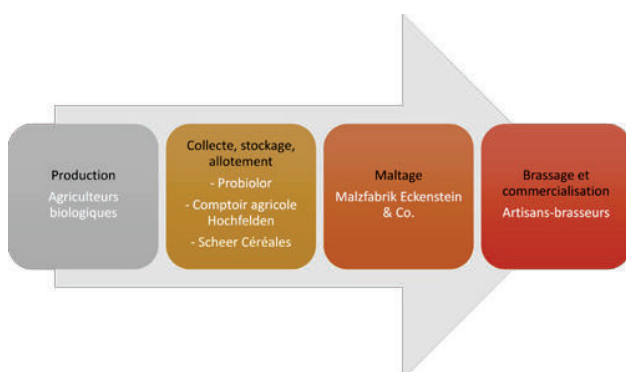 Production
Agriculteurs
biologiques
Collecte, stockage,
allotement
- Probiolor
- Comptoir agricole
Hochfelden
- Scheer Céréales
Maltage
Malzfabrik Eckenstein
& Co.
Brassage et
commercialisation
Artisans-brasseurs